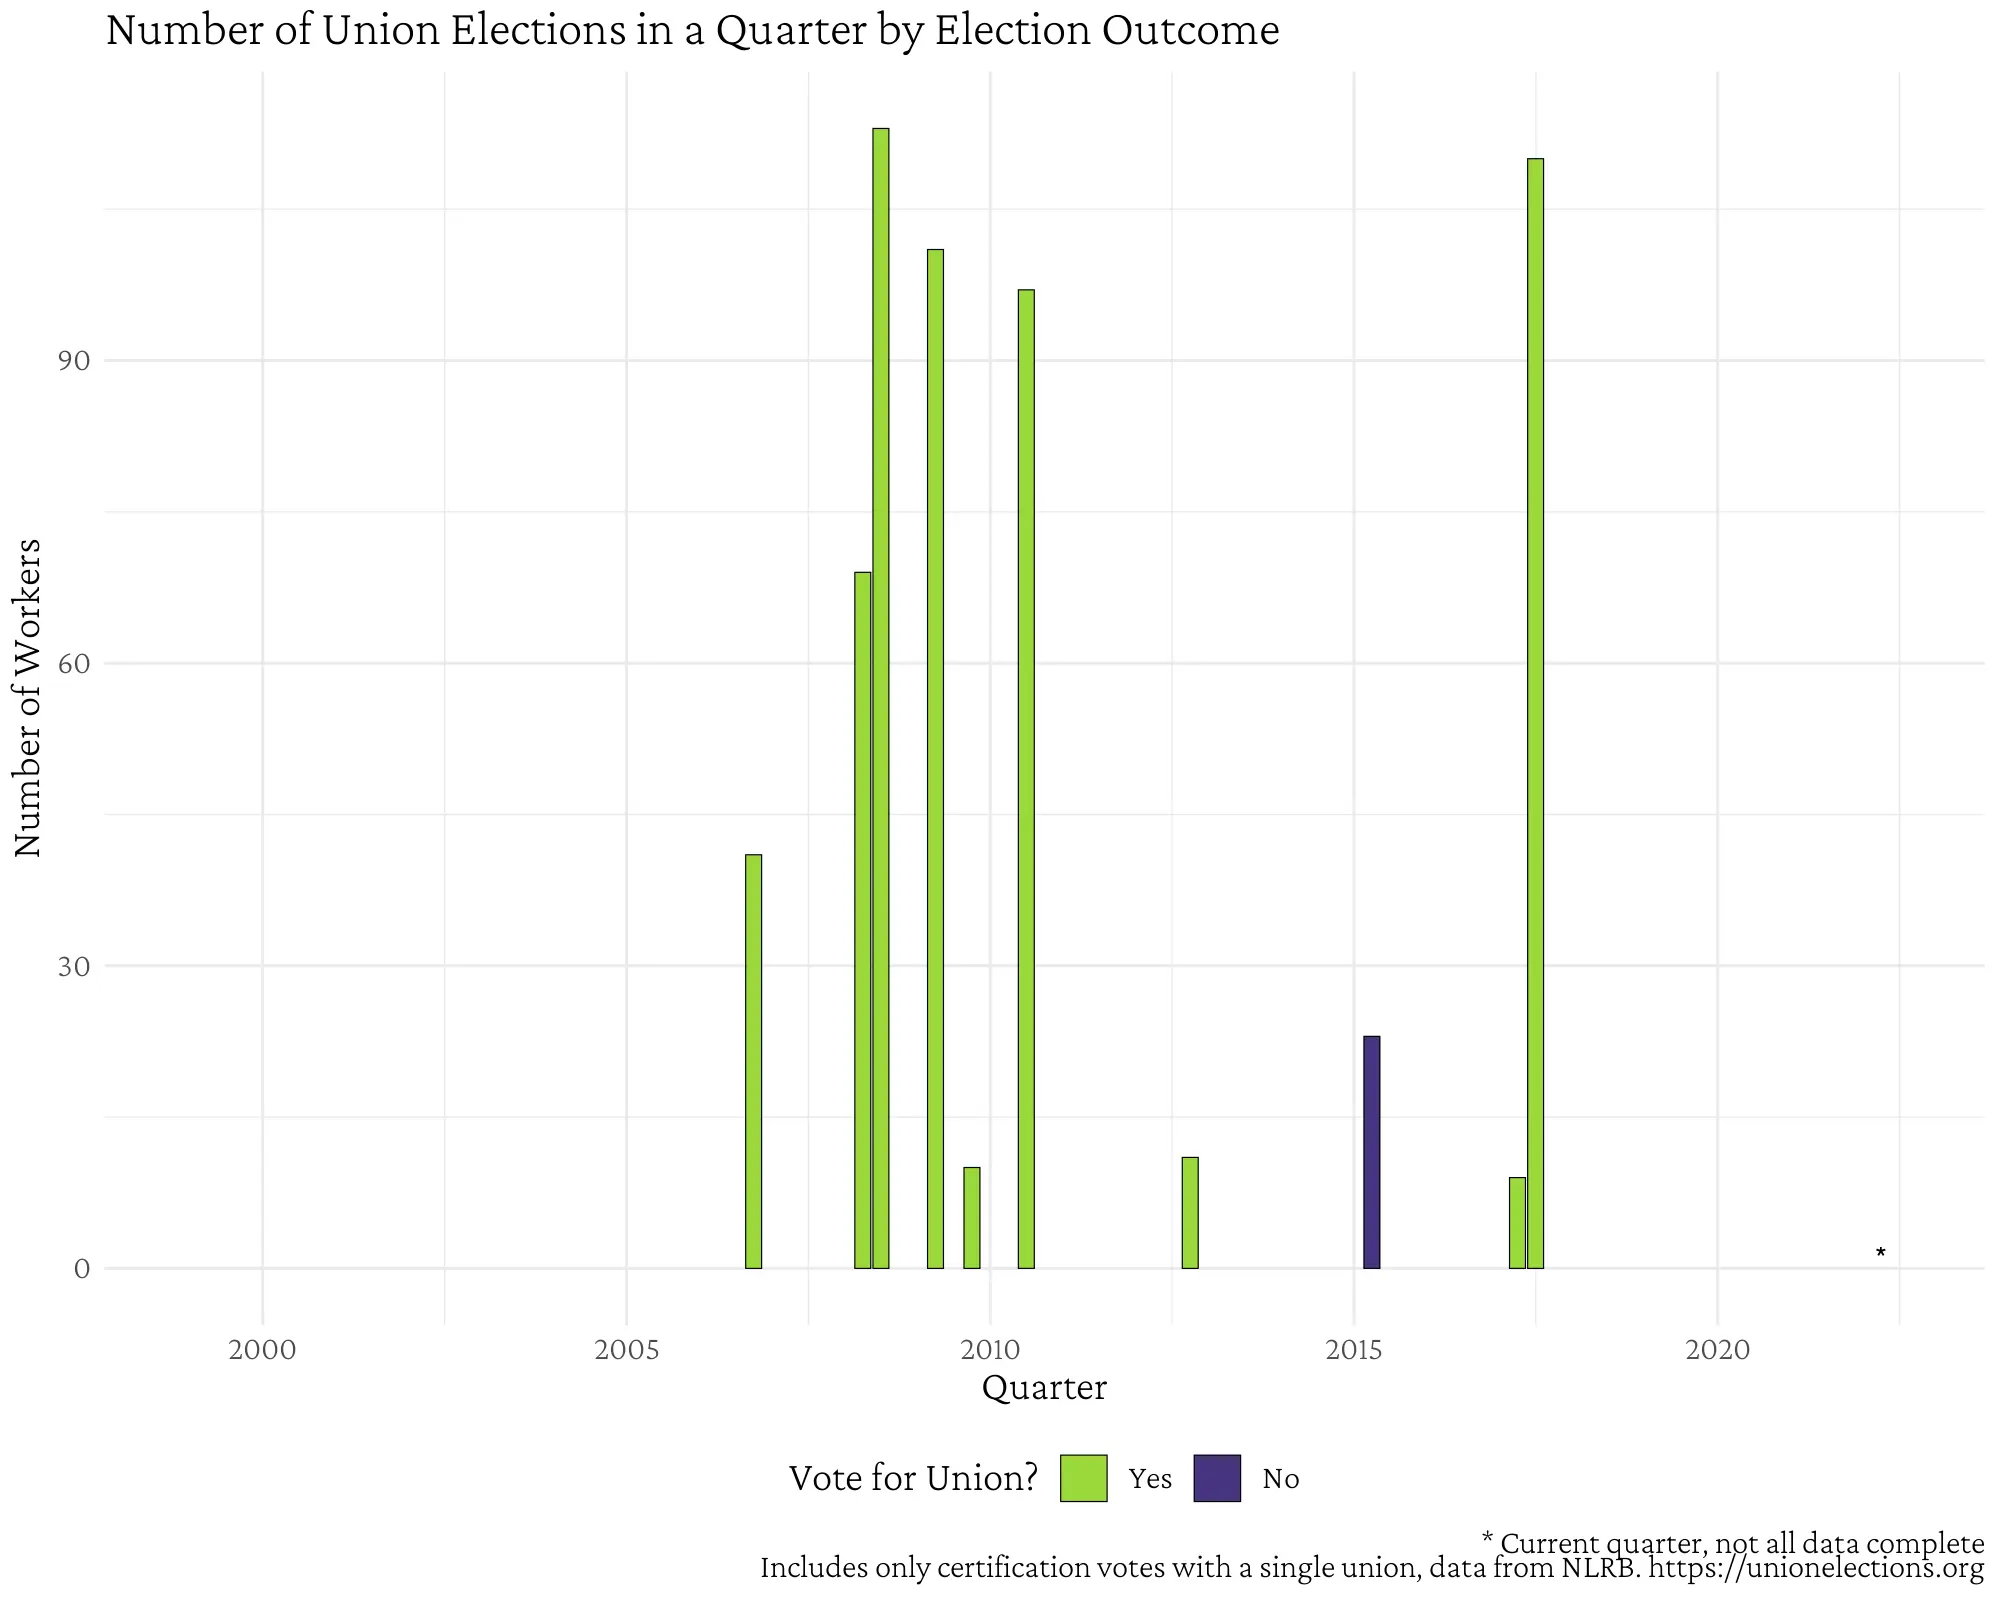 Number of Union Elections in a Quarter by Election Outcome
Number of Workers
90
60
30
0
*
2000 2005 2010 2015 2020
Quarter
Vote for Union? Yes No
* Current quarter, not all data complete
Includes only certification votes with a single union, data from NLRB. https://unionelections.org